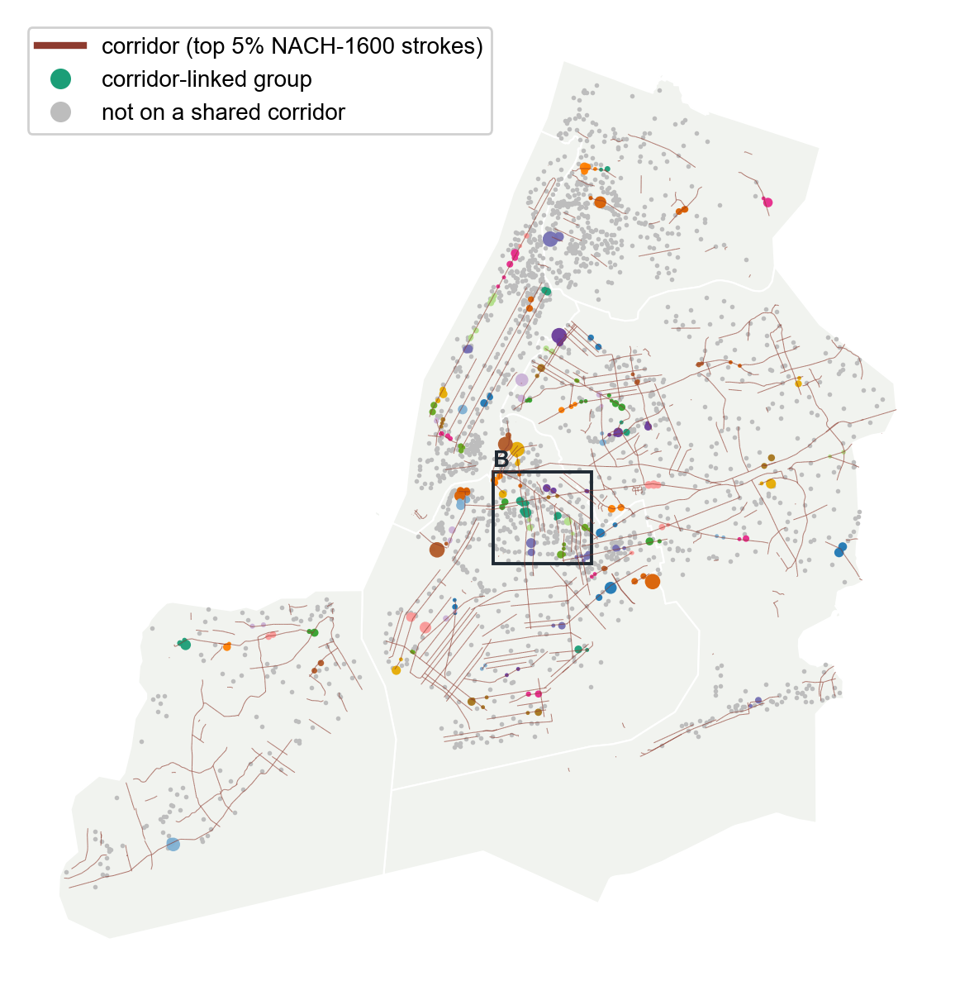 corridor (top 5% NACH-1600 strokes)
corridor-linked group
not on a shared corridor
B